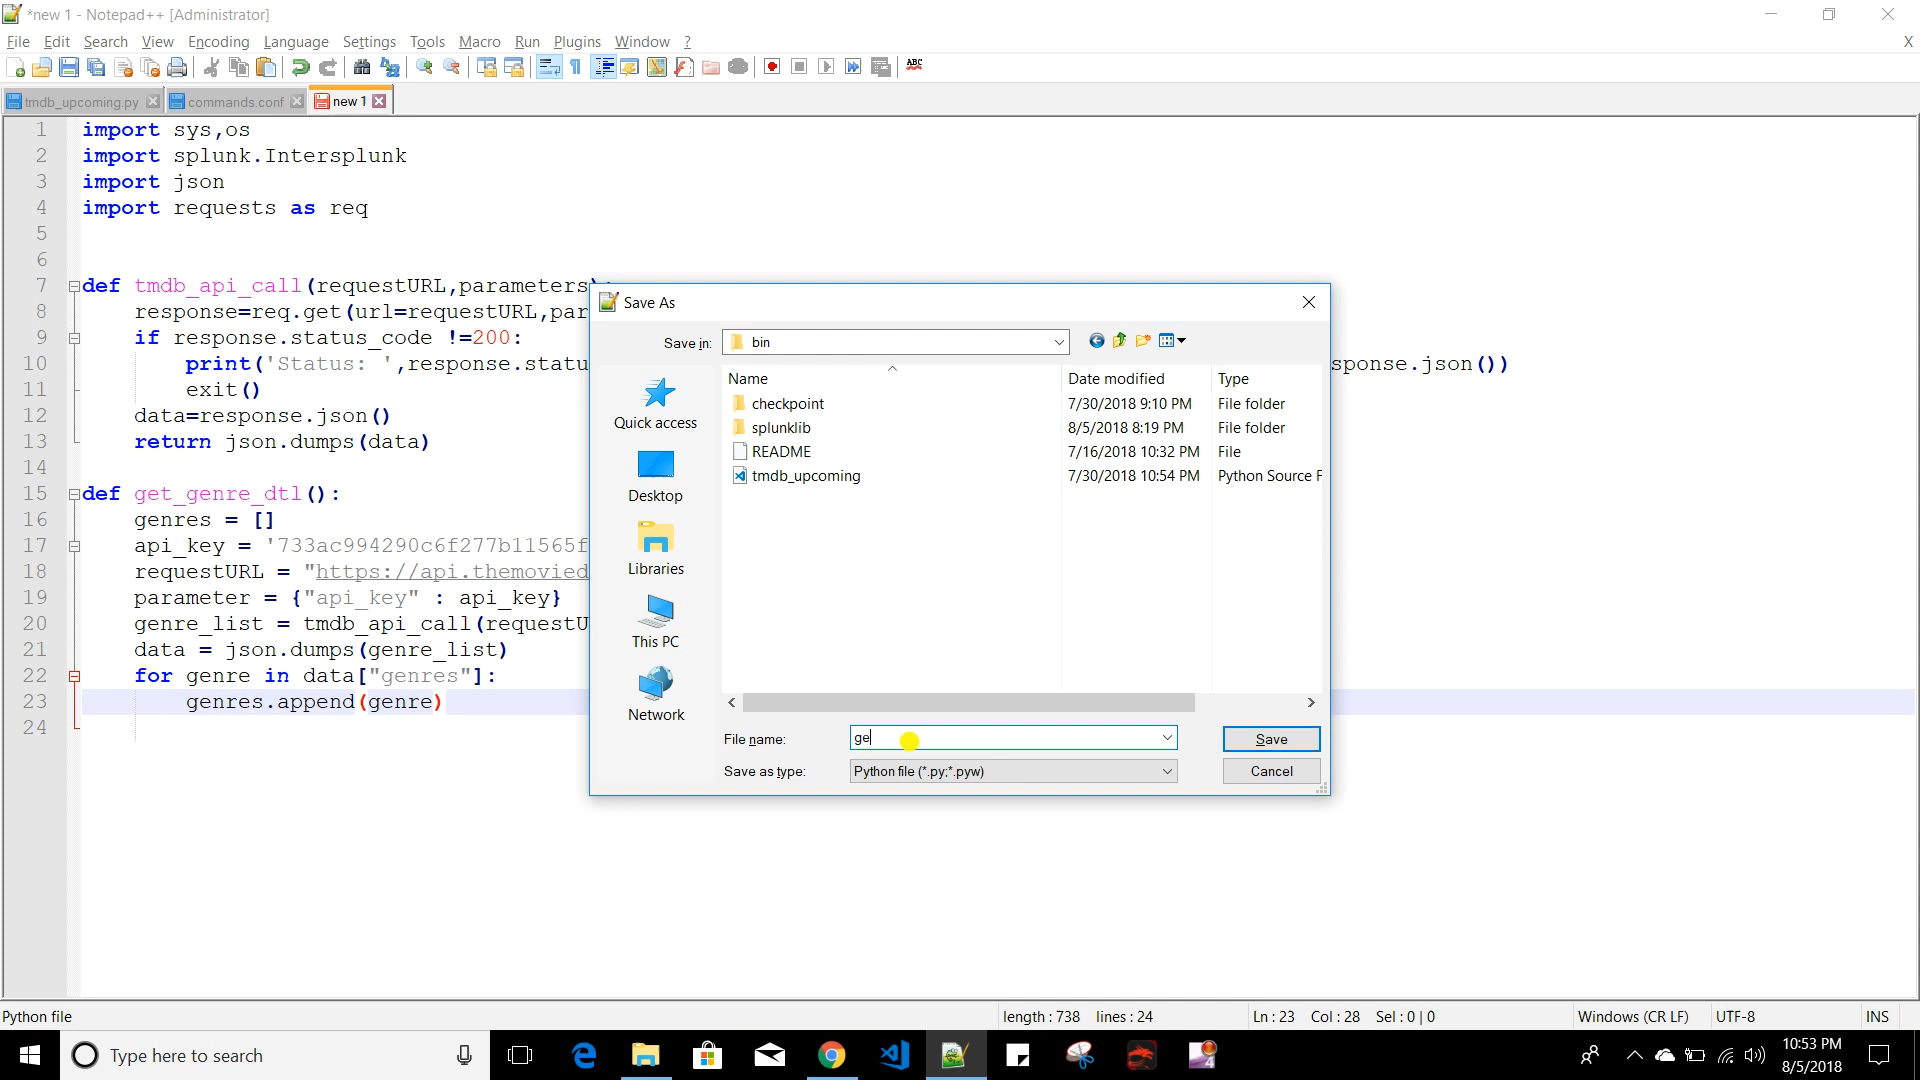 *new 1 - Notepad++ [Administrator]
File Edit Search View Encoding Language Settings Tools Macro Run Plugins Window ? X
ABC
tmdb_upcoming.py commands.conf new 1
1 import sys,os
2 import splunk.Intersplunk
3 import json
4 import requests as req
5
6
7 def tmdb_api_call(requestURL,parameters):
8 response=req.get(url=requestURL,par
9 if response.status_code !=200:
10 print('Status: ',response.statu sponse.json())
11 exit()
12 data=response.json()
13 return json.dumps(data)
14
15 def get_genre_dtl():
16 genres = []
17 api_key = '733ac994290c6f277b11565f
18 requestURL = "https://api.themovied
19 parameter = {"api_key" : api_key}
20 genre_list = tmdb_api_call(requestU
21 data = json.dumps(genre_list)
22 for genre in data["genres"]:
23 genres.append(genre)
24
Save As
Save in: bin
Quick access
Desktop
Libraries
This PC
Network
Name Date modified Type
checkpoint 7/30/2018 9:10 PM File folder
splunklib 8/5/2018 8:19 PM File folder
README 7/16/2018 10:32 PM File
tmdb_upcoming 7/30/2018 10:54 PM Python Source F
File name: ge Save
Save as type: Python file (*.py;*.pyw) Cancel
Python file length : 738 lines : 24 Ln : 23 Col : 28 Sel : 0 | 0 Windows (CR LF) UTF-8 INS
Type here to search
10:53 PM
8/5/2018